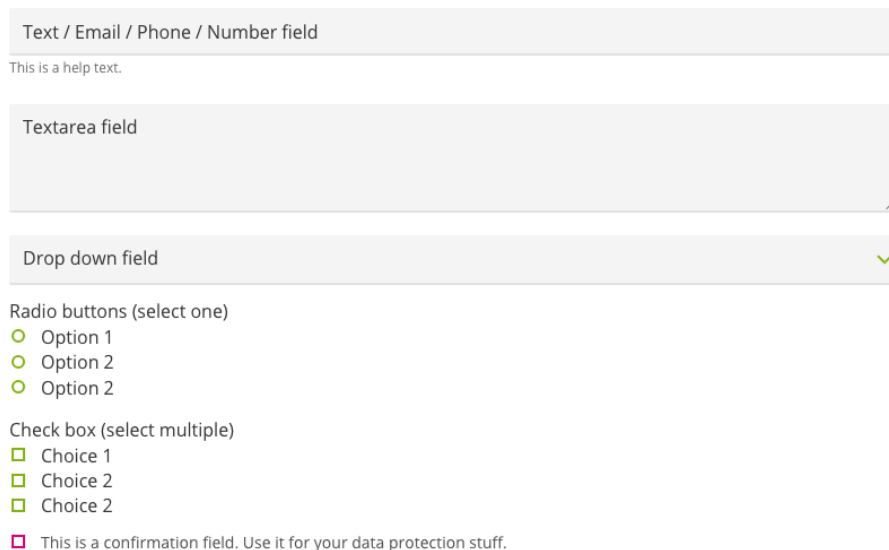 Text / Email / Phone / Number field
This is a help text.
Textarea field
Drop down field
Radio buttons (select one)
Option 1
Option 2
Option 2
Check box (select multiple)
Choice 1
Choice 2
Choice 2
This is a confirmation field. Use it for your data protection stuff.